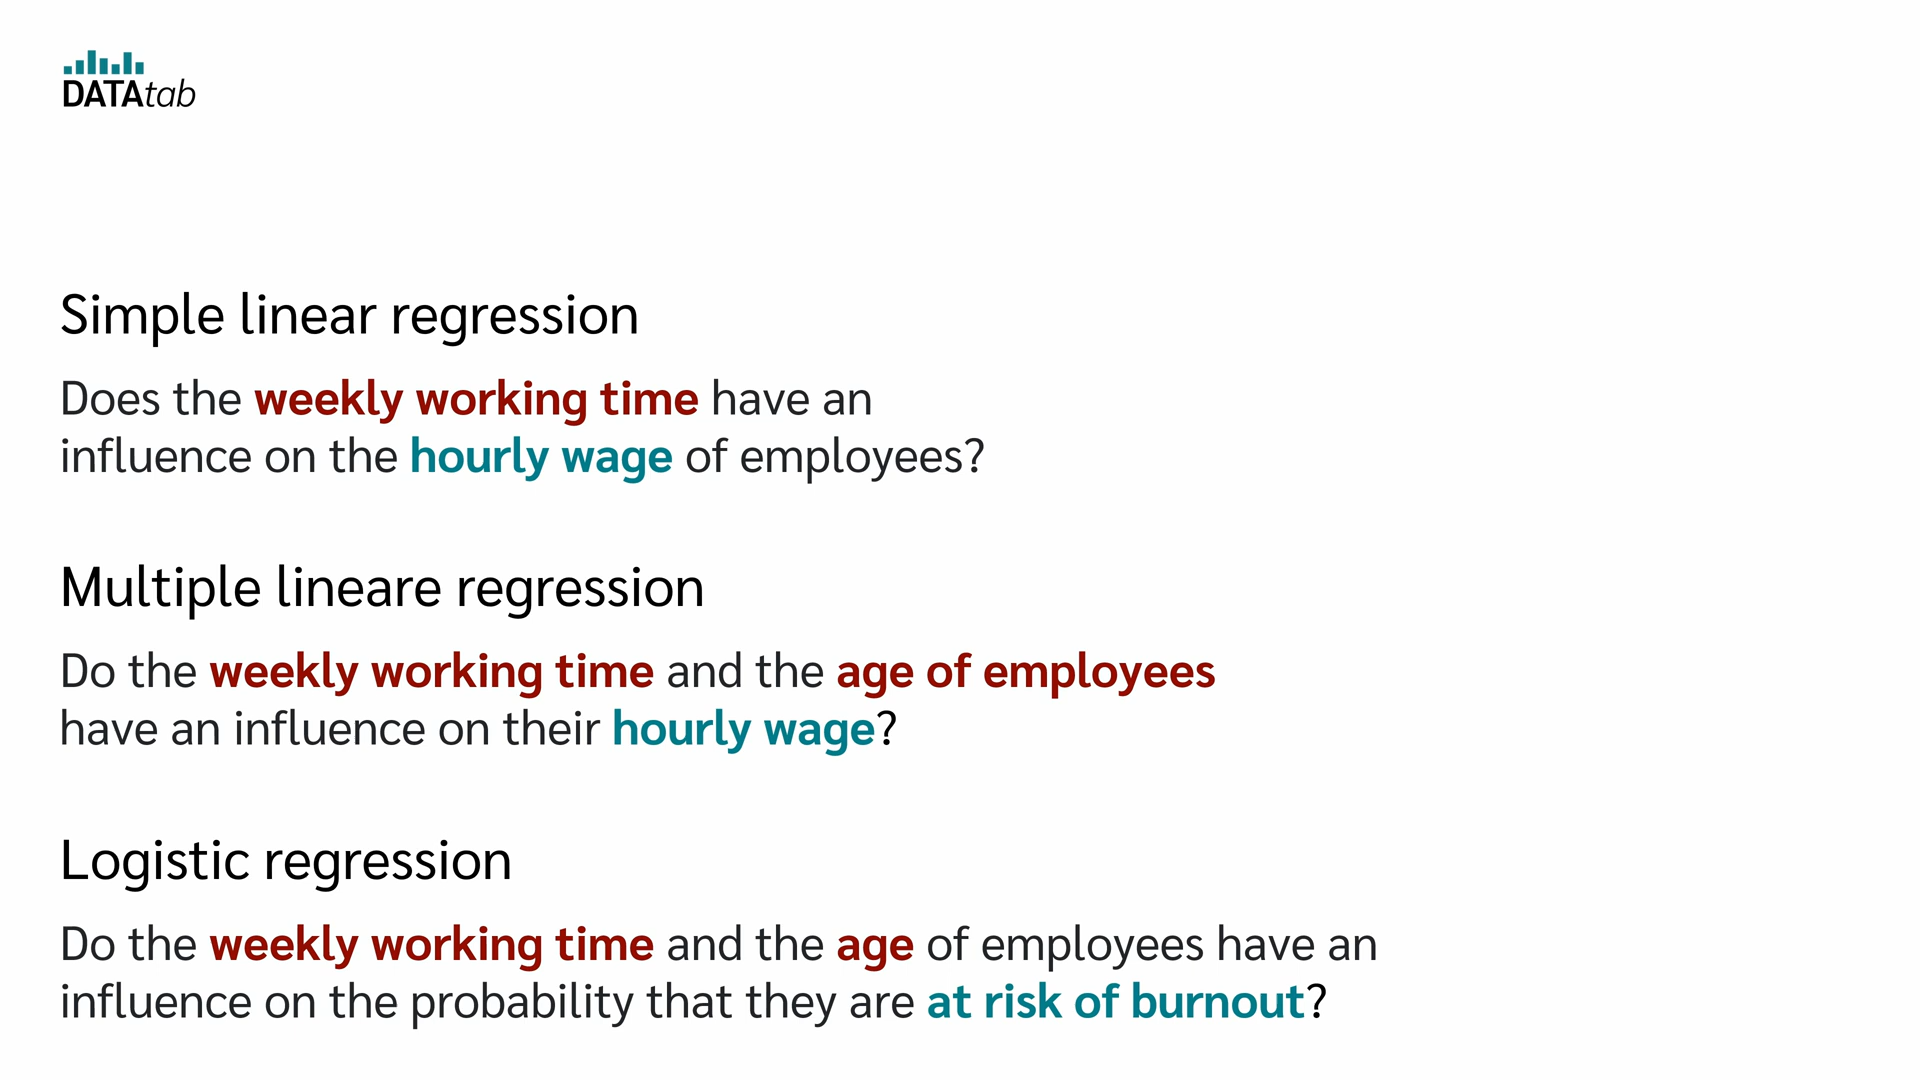 DATAtab
Simple linear regression
Does the weekly working time have an
influence on the hourly wage of employees?
Multiple lineare regression
Do the weekly working time and the age of employees
have an influence on their hourly wage?
Logistic regression
Do the weekly working time and the age of employees have an
influence on the probability that they are at risk of burnout?